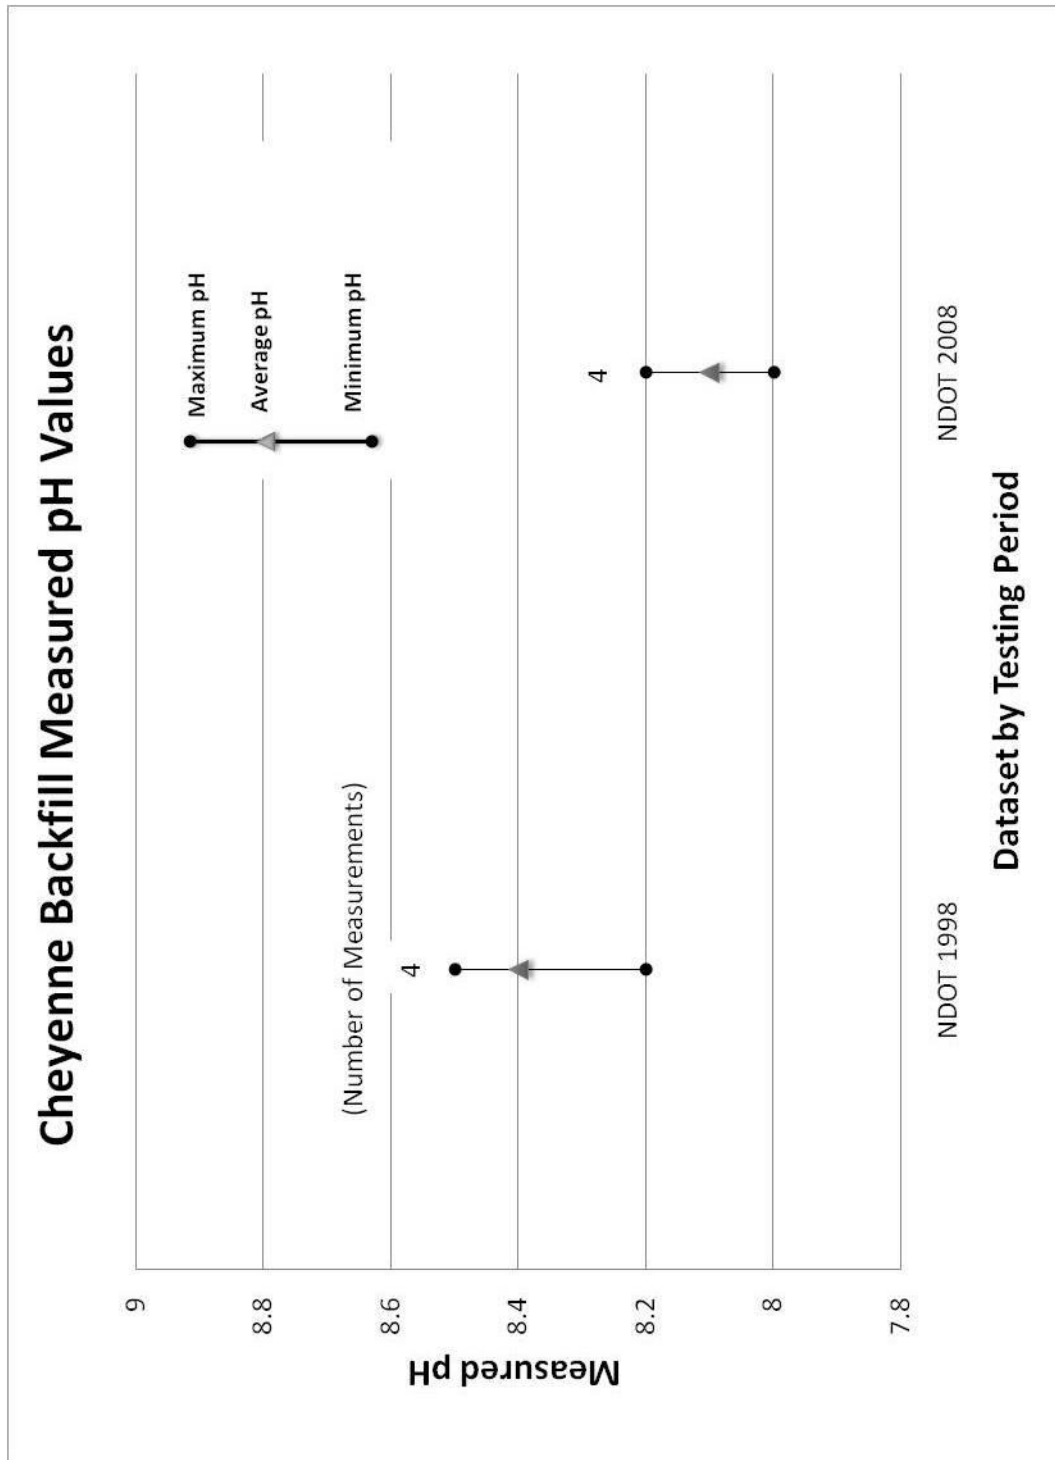 Cheyenne Backfill Measured pH Values
Measured pH
9
8.8
8.6
8.4
8.2
8
7.8
Maximum pH
Average pH
Minimum pH
(Number of Measurements)
4
4
NDOT 1998
NDOT 2008
Dataset by Testing Period